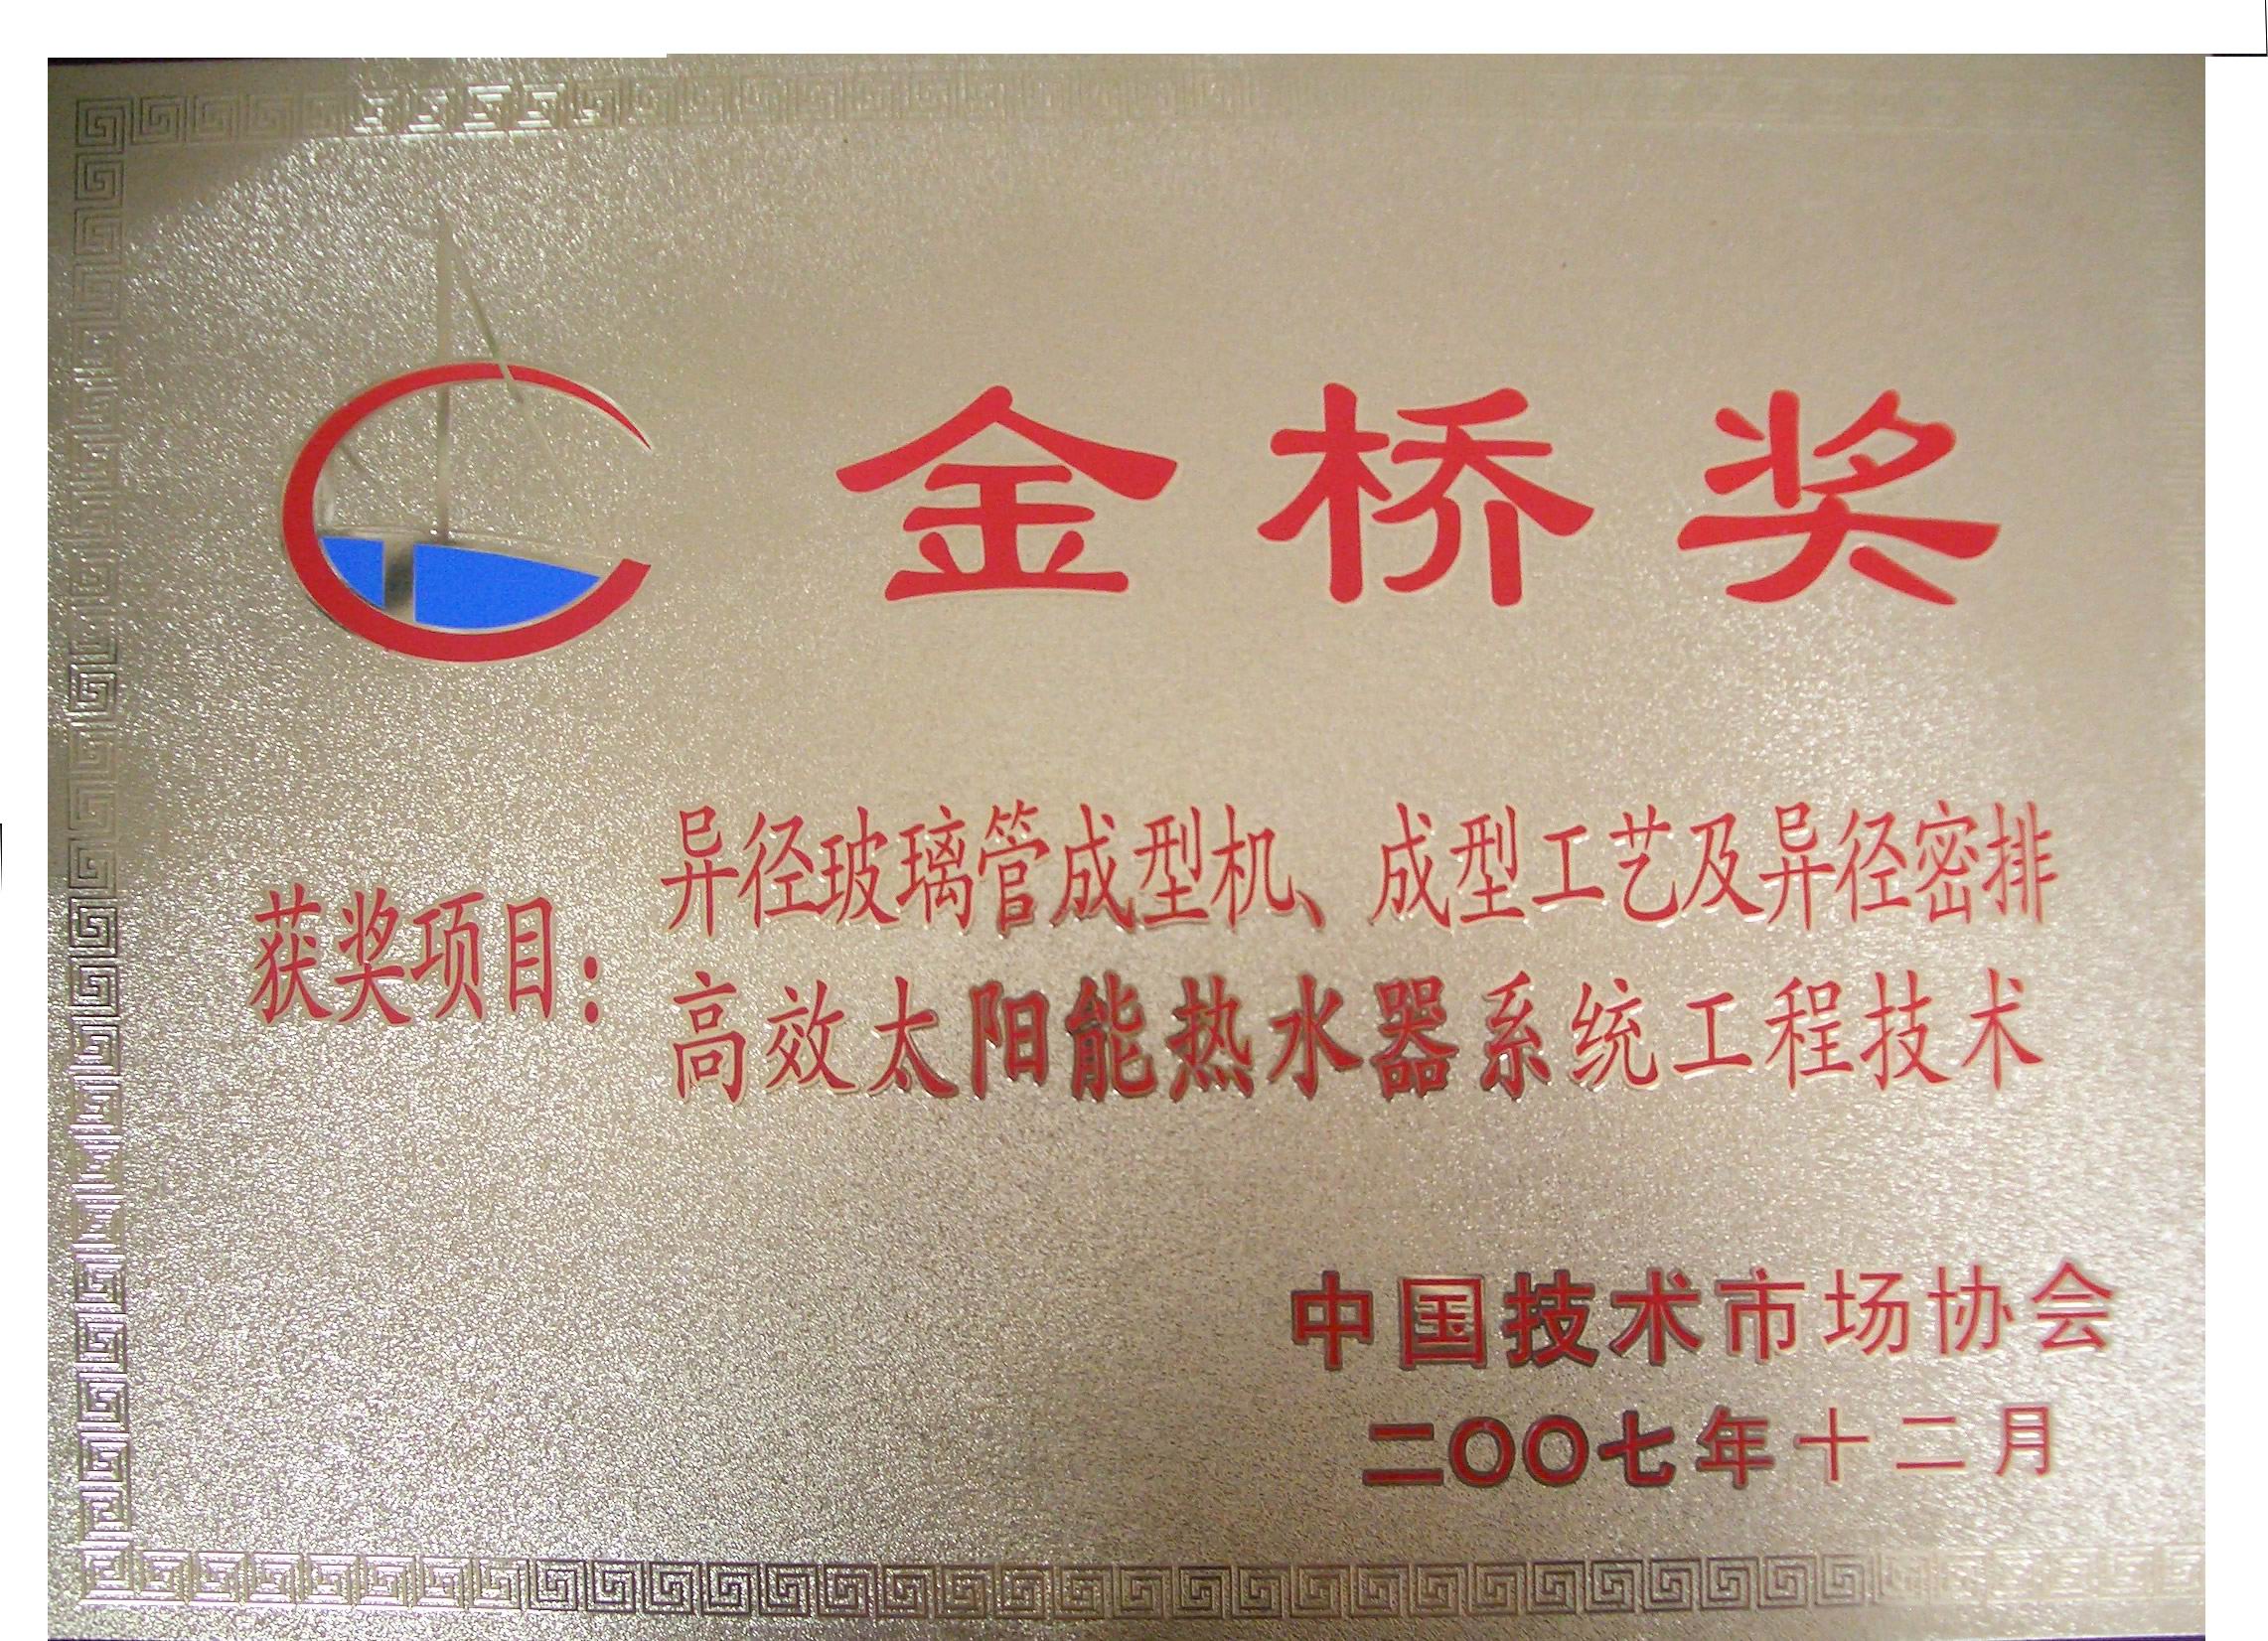 金桥奖
获奖项目：
异径玻璃管成型机、成型工艺及异径密排
高效太阳能热水器系统工程技术
中国技术市场协会
二〇〇七年十二月